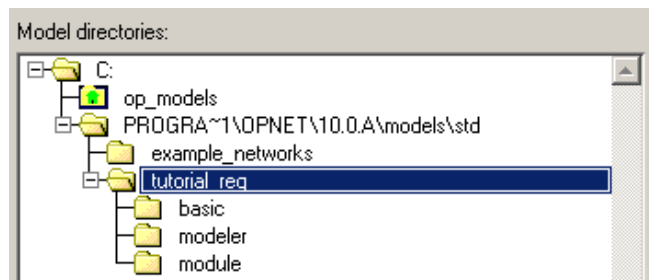 Model directories:
C:
op_models
PROGRA~1\OPNET\10.0.A\models\std
example_networks
tutorial_req
basic
modeler
module